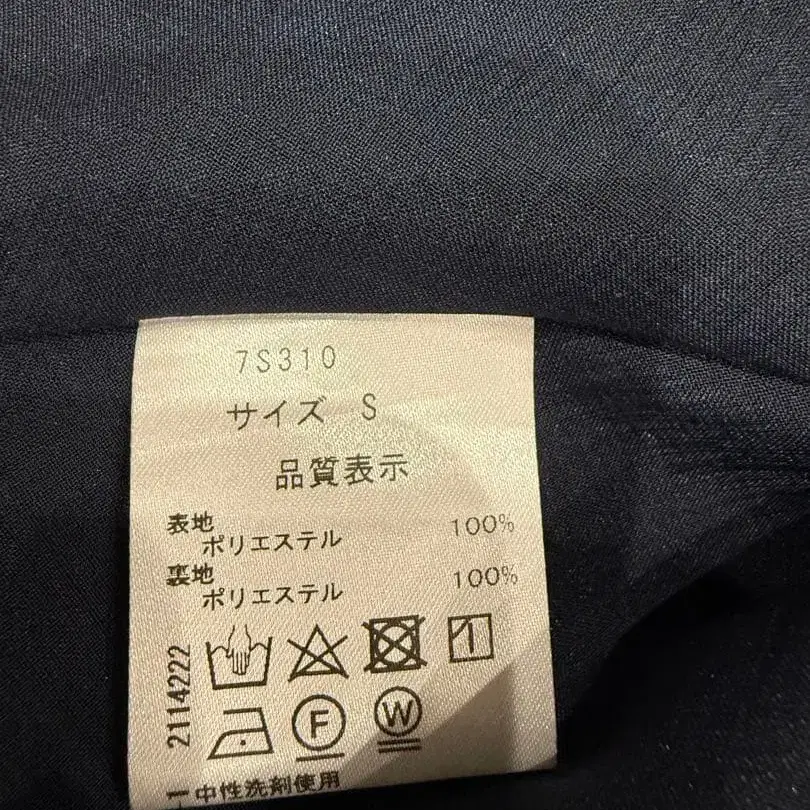 7S310
サイズ S
品質表示
表地
ポリエステル 100%
裏地
ポリエステル 100%
2114222
F
W
中性洗剤使用